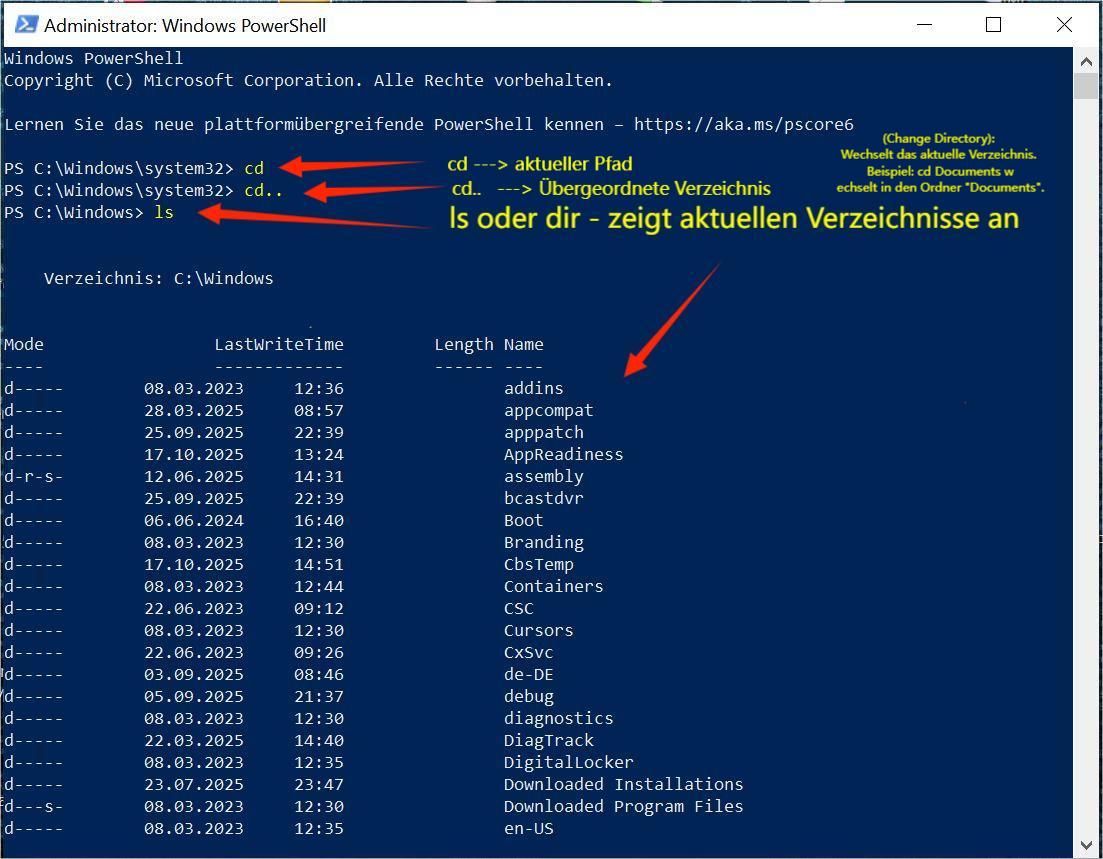 Administrator: Windows PowerShell
Windows PowerShell
Copyright (C) Microsoft Corporation. Alle Rechte vorbehalten.
Lernen Sie das neue plattformübergreifende PowerShell kennen – https://aka.ms/pscore6
(Change Directory):
Wechselt das aktuelle Verzeichnis.
Beispiel: cd Documents w
echselt in den Ordner "Documents".
PS C:\Windows\system32> cd
cd ---> aktueller Pfad
PS C:\Windows\system32> cd..
cd.. ---> Übergeordnete Verzeichnis
PS C:\Windows> ls
ls oder dir - zeigt aktuellen Verzeichnisse an
Verzeichnis: C:\Windows
Mode LastWriteTime Length Name
---- ------------- ------ ----
d----- 08.03.2023 12:36 addins
d----- 28.03.2025 08:57 appcompat
d----- 25.09.2025 22:39 apppatch
d----- 17.10.2025 13:24 AppReadiness
d-r-s- 12.06.2025 14:31 assembly
d----- 25.09.2025 22:39 bcastdvr
d----- 06.06.2024 16:40 Boot
d----- 08.03.2023 12:30 Branding
d----- 17.10.2025 14:51 CbsTemp
d----- 08.03.2023 12:44 Containers
d----- 22.06.2023 09:12 CSC
d----- 08.03.2023 12:30 Cursors
d----- 22.06.2023 09:26 CxSvc
d----- 03.09.2025 08:46 de-DE
d----- 05.09.2025 21:37 debug
d----- 08.03.2023 12:30 diagnostics
d----- 22.03.2025 14:40 DiagTrack
d----- 08.03.2023 12:35 DigitalLocker
d----- 23.07.2025 23:47 Downloaded Installations
d---s- 08.03.2023 12:30 Downloaded Program Files
d----- 08.03.2023 12:35 en-US